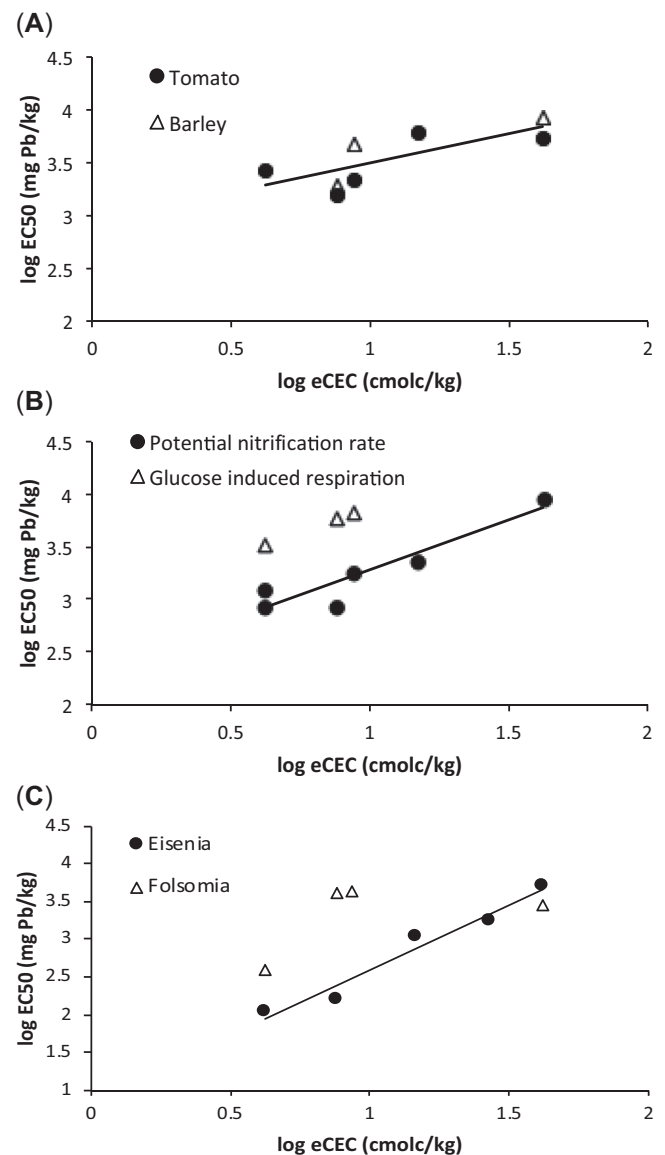 (A)
4.5
4
3.5
3
2.5
2
log EC50 (mg Pb/kg)
Tomato
Barley
0 0.5 1 1.5 2
log eCEC (cmolc/kg)
(B)
4.5
4
3.5
3
2.5
2
log EC50 (mg Pb/kg)
Potential nitrification rate
Glucose induced respiration
0 0.5 1 1.5 2
log eCEC (cmolc/kg)
(C)
4.5
4
3.5
3
2.5
2
1.5
1
log EC50 (mg Pb/kg)
Eisenia
Folsomia
0 0.5 1 1.5 2
log eCEC (cmolc/kg)